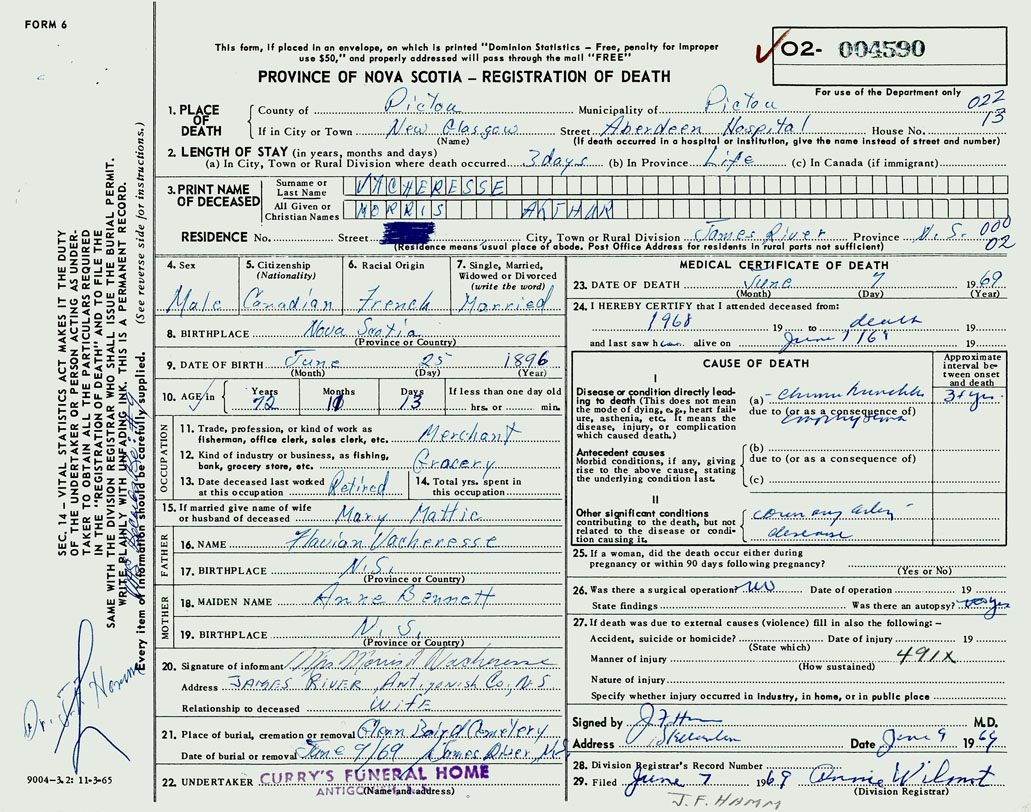 FORM 6
This form, if placed in an envelope, on which is printed "Dominion Statistics – Free, penalty for improper
use $50," and properly addressed will pass through the mail "FREE"
PROVINCE OF NOVA SCOTIA – REGISTRATION OF DEATH
02- 004590
For use of the Department only
022
13
1. PLACE OF DEATH
County of Pictou Municipality of Pictou
If in City or Town New Glasgow Street Aberdeen Hospital House No.
(Name) (If death occurred in a hospital or institution, give the name instead of street and number)
2. LENGTH OF STAY (in years, months and days)
(a) In City, Town or Rural Division where death occurred 3 days (b) In Province Life (c) In Canada (if immigrant)
3. PRINT NAME OF DECEASED
Surname or Last Name VACHERESSE
All Given or Christian Names MORRIS ARTHUR
RESIDENCE No. Street City, Town or Rural Division James River Province N.S. 000
02
(Residence means usual place of abode. Post Office Address for residents in rural parts not sufficient)
4. Sex
Male
5. Citizenship
(Nationality)
Canadian
6. Racial Origin
French
7. Single, Married,
Widowed or Divorced
(write the word)
Married
8. BIRTHPLACE Nova Scotia
(Province or Country)
9. DATE OF BIRTH June 25 1896
(Month) (Day) (Year)
10. AGE in Years Months Days If less than one day old
72 11 13 hrs. or min.
OCCUPATION
11. Trade, profession, or kind of work as
fisherman, office clerk, sales clerk, etc. Merchant
12. Kind of industry or business, as fishing,
bank, grocery store, etc. Grocery
13. Date deceased last worked
at this occupation Retired
14. Total yrs. spent in
this occupation
15. If married give name of wife
or husband of deceased Mary Mattie
FATHER
16. NAME Flavian Vacheresse
17. BIRTHPLACE N.S.
(Province or Country)
MOTHER
18. MAIDEN NAME Anne Bennett
19. BIRTHPLACE N.S.
(Province or Country)
20. Signature of informant Mrs Vacheresse
Address JAMES RIVER, Antigonish Co, N.S
Relationship to deceased Wife
21. Place of burial, cremation or removal Glenn Baird Cemetery
Date of burial or removal June 9/69 James River, N.S
22. UNDERTAKER CURRY'S FUNERAL HOME
(Name and address)
MEDICAL CERTIFICATE OF DEATH
23. DATE OF DEATH June 7 1969
(Month) (Day) (Year)
24. I HEREBY CERTIFY that I attended deceased from:
1968 19 to death 19
and last saw h alive on June 19
CAUSE OF DEATH
Approximate
interval be-
tween onset
and death
I
Disease or condition directly lead-
ing to death (This does not mean
the mode of dying, e.g., heart fail-
ure, asthenia, etc. It means the
disease, injury, or complication
which caused death.)
(a)
due to (or as a consequence of)
emphysema
Antecedent causes
Morbid conditions, if any, giving
rise to the above cause, stating
the underlying condition last.
(b)
due to (or as a consequence of)
(c)
II
Other significant conditions
contributing to the death, but not
related to the disease or condi-
tion causing it.
coronary artery
disease
25. If a woman, did the death occur either during
pregnancy or within 90 days following pregnancy?
(Yes or No)
26. Was there a surgical operation? no Date of operation 19
State findings Was there an autopsy? yes
27. If death was due to external causes (violence) fill in also the following: –
Accident, suicide or homicide? Date of injury 19
(State which)
Manner of injury 491X
(How sustained)
Nature of injury
Specify whether injury occurred in industry, in home, or in public place
Signed by M.D.
Address Date June 9 1969
28. Division Registrar's Record Number
29. Filed June 7 1969 Annie Wilmot
(Division Registrar)
J.F. HAMM
SEC. 14 – VITAL STATISTICS ACT MAKES IT THE DUTY
OF THE UNDERTAKER OR PERSON ACTING AS UNDER-
TAKER TO OBTAIN ALL THE PARTICULARS REQUIRED
IN THE "REGISTRATION OF DEATH" AND TO FILE THE
SAME WITH THE DIVISION REGISTRAR WHO SHALL ISSUE THE BURIAL PERMIT.
WRITE PLAINLY WITH UNFADING INK. THIS IS A PERMANENT RECORD.
Every item of information should be carefully supplied. (See reverse side for instructions.)
Dr. J.F. Hamm
9004-3.2: 11-3-65